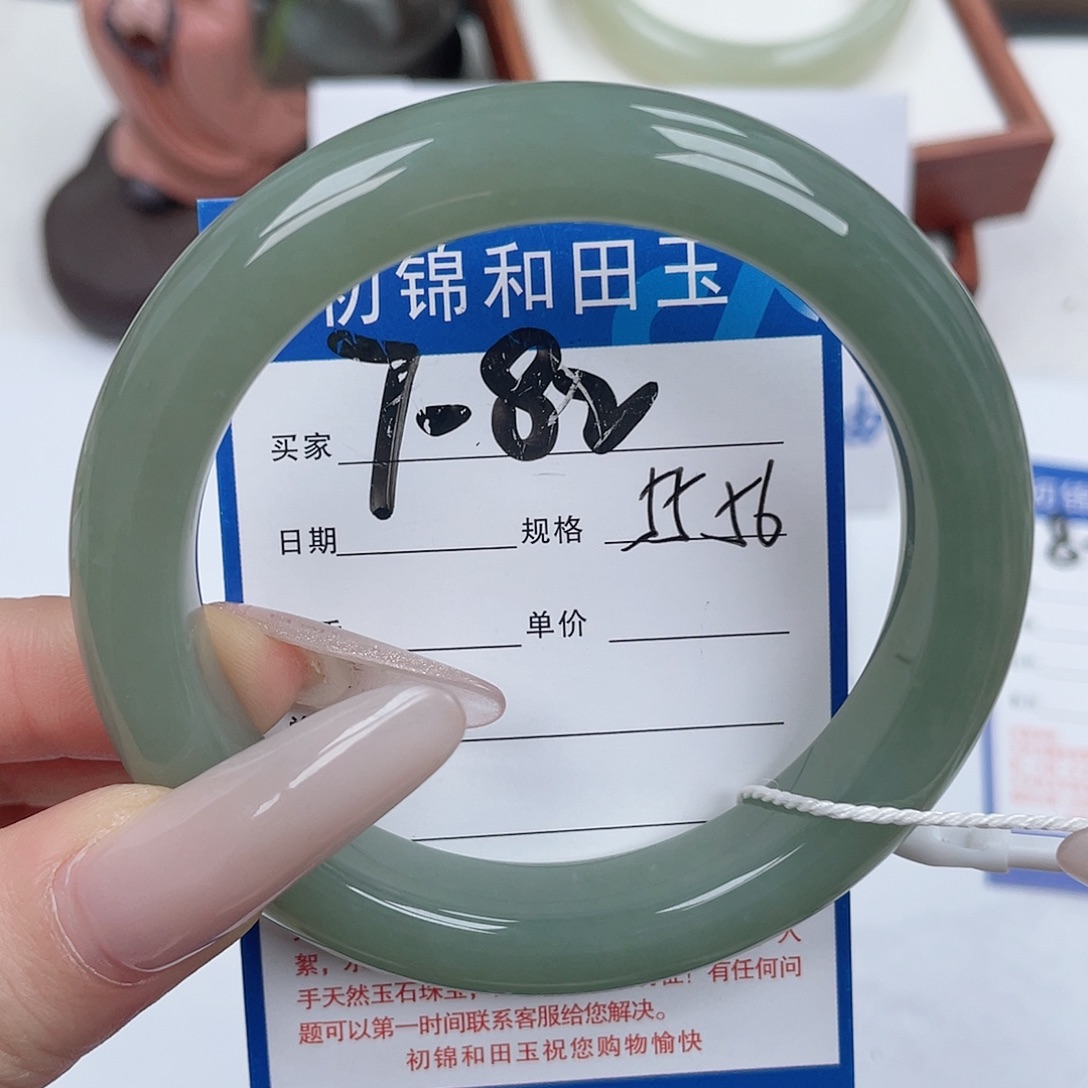 初锦和田玉
7-82
买家
日期 规格 55 56
单价
絮,
手天然玉石珠宝, 有任何问
题可以第一时间联系客服给您解决。
初锦和田玉祝您购物愉快